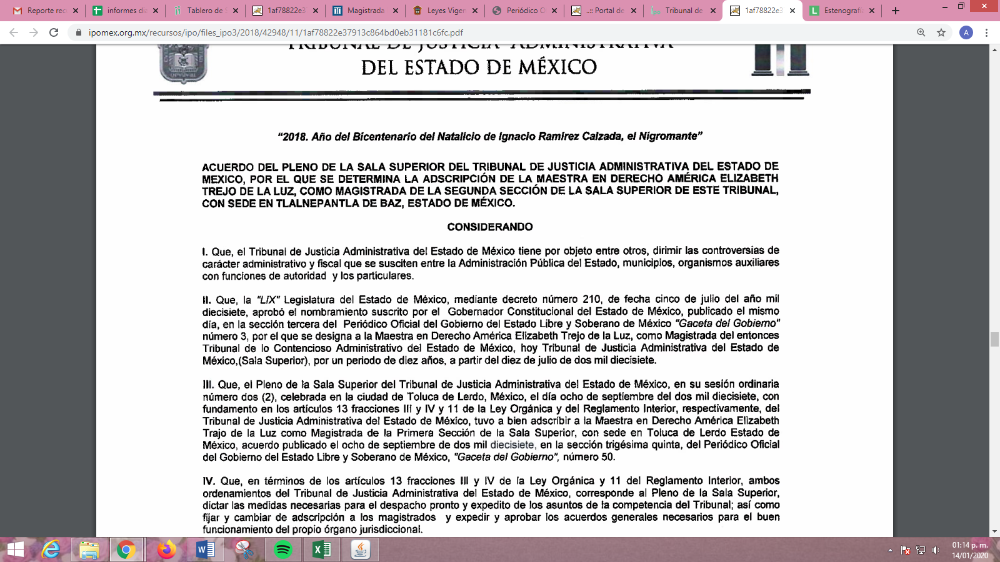 Reporte re
informes di
Tablero de S
1af78822e3
Magistrada
Leyes Viger
Periódico O
..:: Portal de
Tribunal de
1af78822e3
Estenografí
ipomex.org.mx/recursos/ipo/files_ipo3/2018/42948/11/1af78822e37913c864bd0eb31181c6fc.pdf
A
TRIBUNAL DE JUSTICIA ADMINISTRATIVA
DEL ESTADO DE MÉXICO
“2018. Año del Bicentenario del Natalicio de Ignacio Ramírez Calzada, el Nigromante”
ACUERDO DEL PLENO DE LA SALA SUPERIOR DEL TRIBUNAL DE JUSTICIA ADMINISTRATIVA DEL ESTADO DE
MEXICO, POR EL QUE SE DETERMINA LA ADSCRIPCIÓN DE LA MAESTRA EN DERECHO AMÉRICA ELIZABETH
TREJO DE LA LUZ, COMO MAGISTRADA DE LA SEGUNDA SECCIÓN DE LA SALA SUPERIOR DE ESTE TRIBUNAL,
CON SEDE EN TLALNEPANTLA DE BAZ, ESTADO DE MÉXICO.
CONSIDERANDO
I. Que, el Tribunal de Justicia Administrativa del Estado de México tiene por objeto entre otros, dirimir las controversias de
carácter administrativo y fiscal que se susciten entre la Administración Pública del Estado, municipios, organismos auxiliares
con funciones de autoridad y los particulares.
II. Que, la "LIX" Legislatura del Estado de México, mediante decreto número 210, de fecha cinco de julio del año mil
diecisiete, aprobó el nombramiento suscrito por el Gobernador Constitucional del Estado de México, publicado el mismo
día, en la sección tercera del Periódico Oficial del Gobierno del Estado Libre y Soberano de México "Gaceta del Gobierno"
número 3, por el que se designa a la Maestra en Derecho América Elizabeth Trejo de la Luz, como Magistrada del entonces
Tribunal de lo Contencioso Administrativo del Estado de México, hoy Tribunal de Justicia Administrativa del Estado de
México,(Sala Superior), por un periodo de diez años, a partir del diez de julio de dos mil diecisiete.
III. Que, el Pleno de la Sala Superior del Tribunal de Justicia Administrativa del Estado de México, en su sesión ordinaria
número dos (2), celebrada en la ciudad de Toluca de Lerdo, México, el día ocho de septiembre del dos mil diecisiete, con
fundamento en los artículos 13 fracciones III y IV y 11 de la Ley Orgánica y del Reglamento Interior, respectivamente, del
Tribunal de Justicia Administrativa del Estado de México, tuvo a bien adscribir a la Maestra en Derecho América Elizabeth
Trajo de la Luz como Magistrada de la Primera Sección de la Sala Superior, con sede en Toluca de Lerdo Estado de
México, acuerdo publicado el ocho de septiembre de dos mil diecisiete, en la sección trigésima quinta, del Periódico Oficial
del Gobierno del Estado Libre y Soberano de México, "Gaceta del Gobierno", número 50.
IV. Que, en términos de los artículos 13 fracciones III y IV de la Ley Orgánica y 11 del Reglamento Interior, ambos
ordenamientos del Tribunal de Justicia Administrativa del Estado de México, corresponde al Pleno de la Sala Superior,
dictar las medidas necesarias para el despacho pronto y expedito de los asuntos de la competencia del Tribunal; así como
fijar y cambiar de adscripción a los magistrados y expedir y aprobar los acuerdos generales necesarios para el buen
funcionamiento del propio órgano jurisdiccional.
01:14 p. m.
14/01/2020